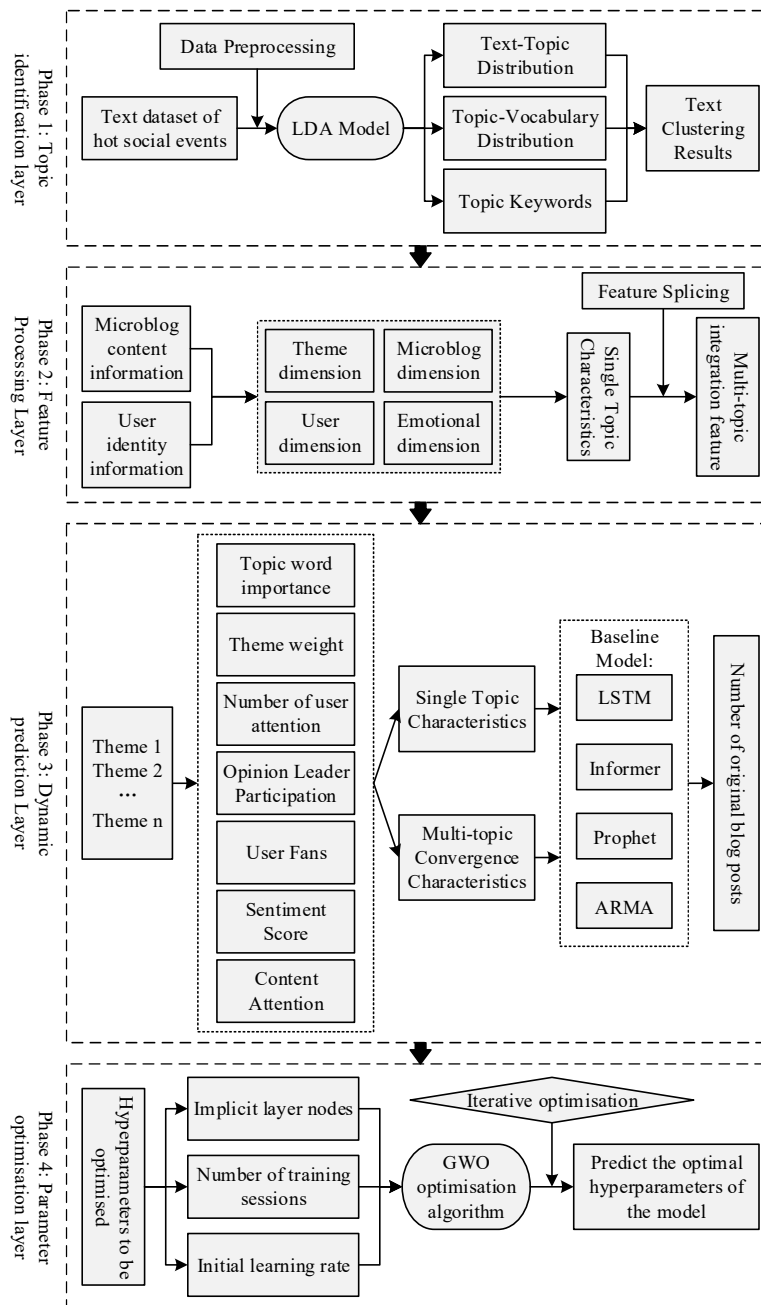 Phase 1: Topic
identification layer
Data Preprocessing
Text dataset of
hot social events
LDA Model
Text-Topic
Distribution
Topic-Vocabulary
Distribution
Topic Keywords
Text
Clustering
Results
Phase 2: Feature
Processing Layer
Microblog
content
information
User
identity
information
Theme
dimension
Microblog
dimension
User
dimension
Emotional
dimension
Single Topic
Characteristics
Feature Splicing
Multi-topic
integration feature
Phase 3: Dynamic
prediction Layer
Theme 1
Theme 2
...
Theme n
Topic word
importance
Theme weight
Number of user
attention
Opinion Leader
Participation
User Fans
Sentiment
Score
Content
Attention
Single Topic
Characteristics
Multi-topic
Convergence
Characteristics
Baseline
Model:
LSTM
Informer
Prophet
ARMA
Number of original blog
posts
Phase 4: Parameter
optimisation layer
Hyperparameters to be
optimised
Implicit layer nodes
Number of training
sessions
Initial learning rate
GWO
optimisation
algorithm
Iterative optimisation
Predict the optimal
hyperparameters of
the model